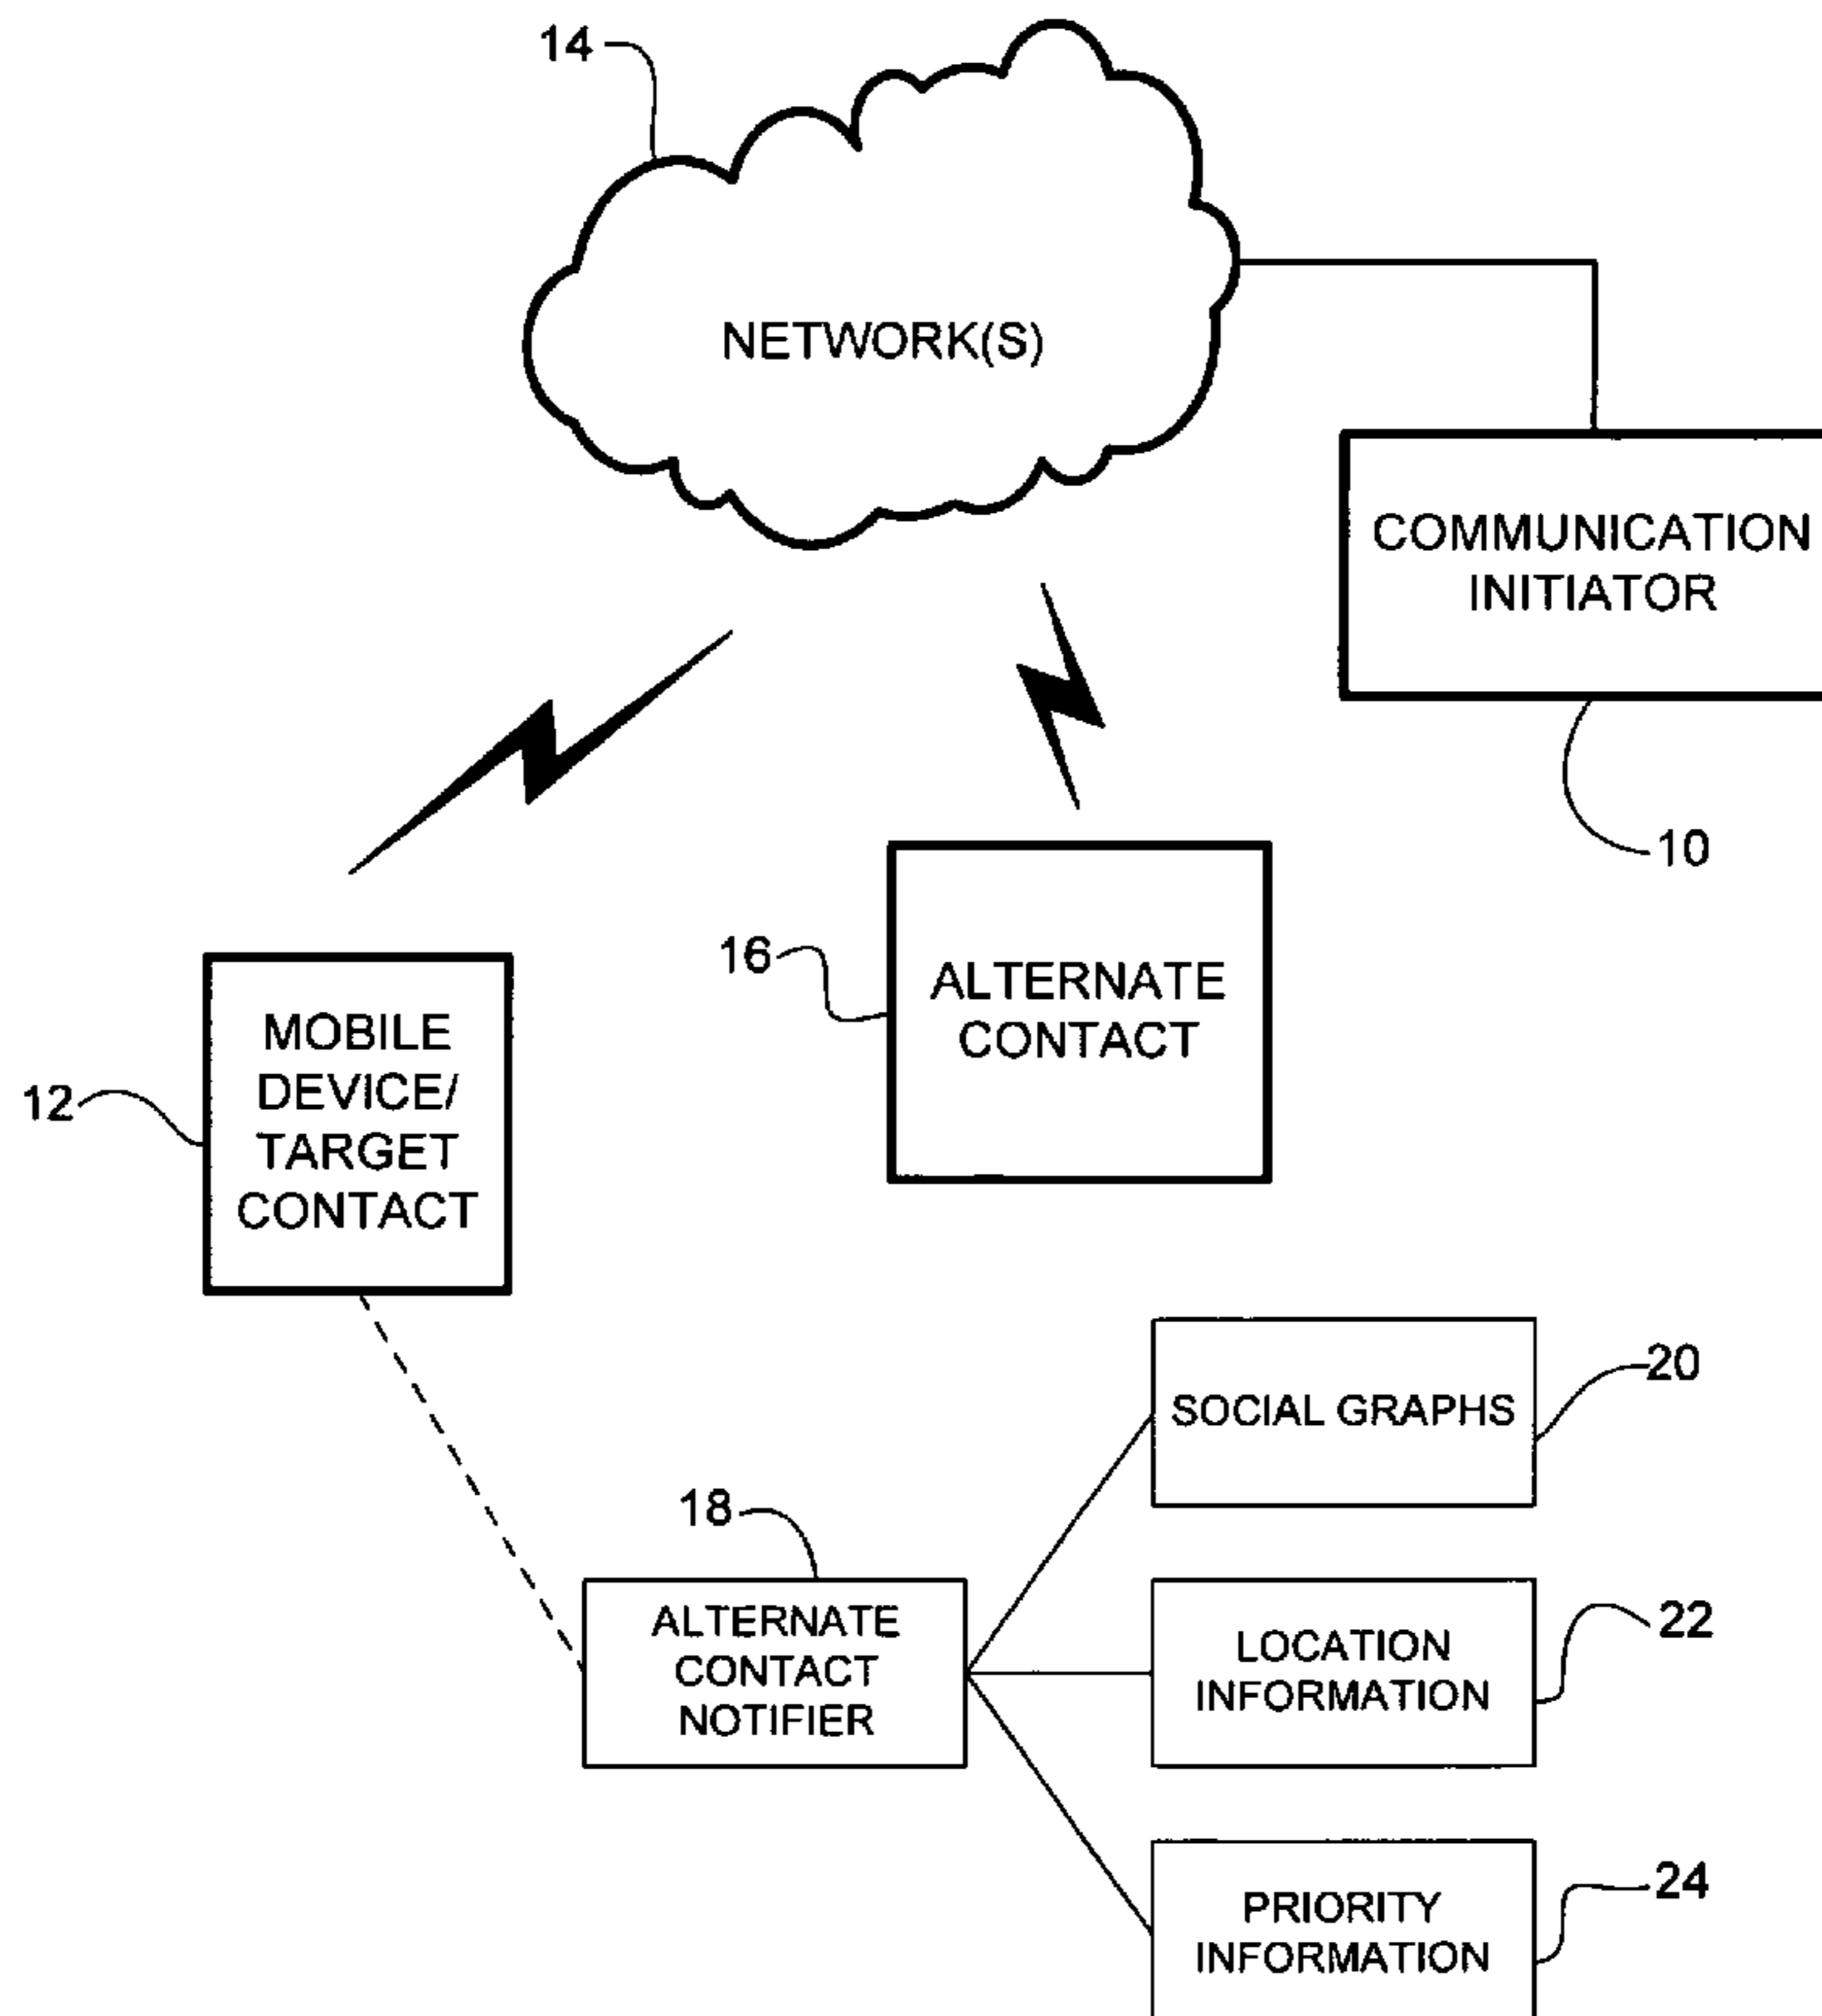 14
NETWORK(S)
COMMUNICATION
INITIATOR
10
16
ALTERNATE
CONTACT
12
MOBILE
DEVICE/
TARGET
CONTACT
20
SOCIAL GRAPHS
18
ALTERNATE
CONTACT
NOTIFIER
22
LOCATION
INFORMATION
24
PRIORITY
INFORMATION